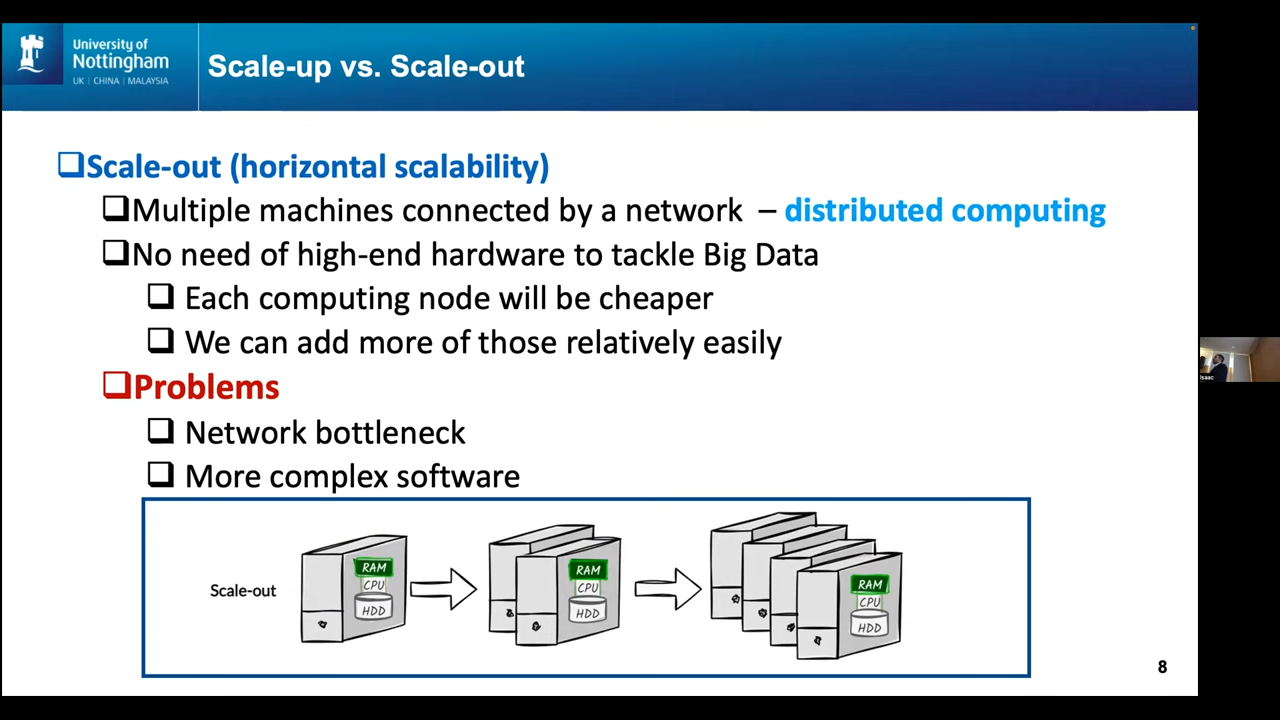 University of
Nottingham
UK | CHINA | MALAYSIA
Scale-up vs. Scale-out
Scale-out (horizontal scalability)
Multiple machines connected by a network – distributed computing
No need of high-end hardware to tackle Big Data
Each computing node will be cheaper
We can add more of those relatively easily
Problems
Network bottleneck
More complex software
Scale-out
RAM
CPU
HDD
RAM
CPU
HDD
RAM
CPU
HDD
8
Isaac